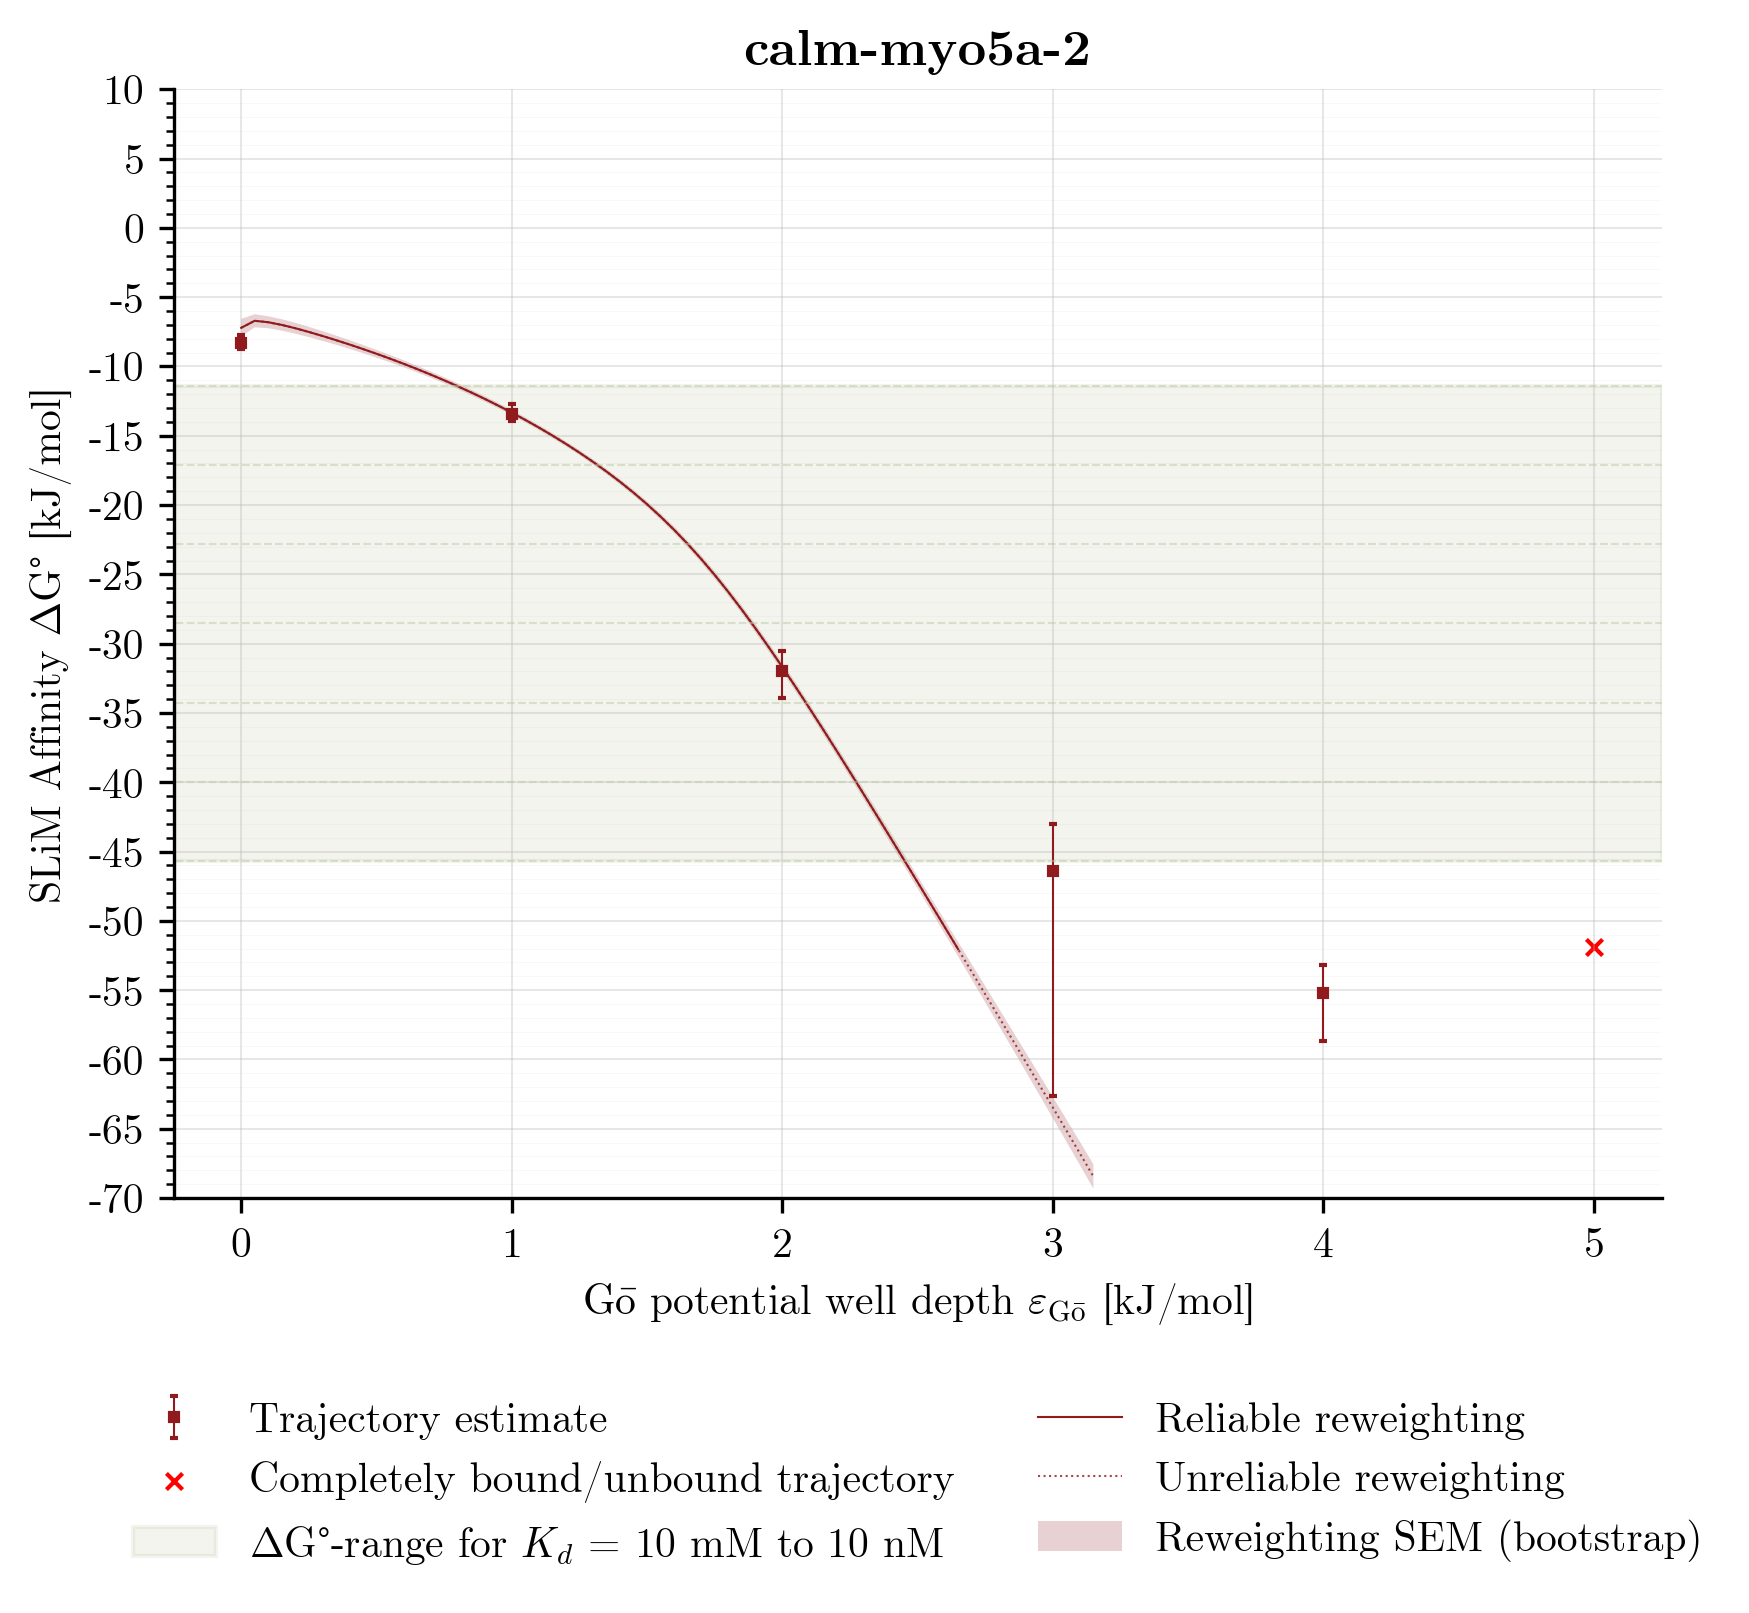 calm-myo5a-2
10
5
0
-5
-10
-15
-20
-25
-30
-35
-40
-45
-50
-55
-60
-65
-70
SLiM Affinity ΔG° [kJ/mol]
0 1 2 3 4 5
Gō potential well depth ε_Gō [kJ/mol]
Trajectory estimate
Completely bound/unbound trajectory
ΔG°-range for K_d = 10 mM to 10 nM
Reliable reweighting
Unreliable reweighting
Reweighting SEM (bootstrap)